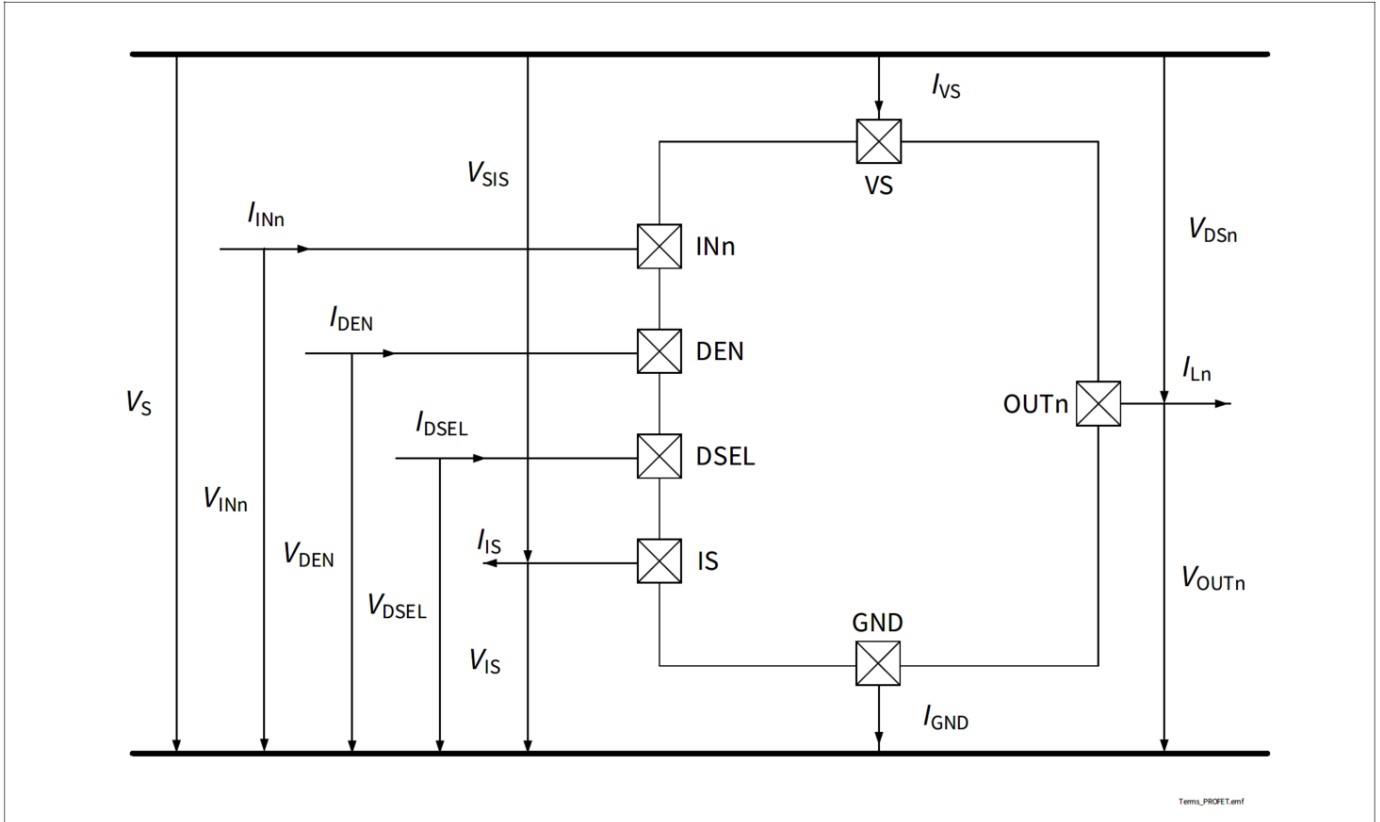 I_VS
VS
V_SIS
I_INn
INn
V_DSn
I_DEN
DEN
V_S
I_Ln
OUTn
I_DSEL
DSEL
V_INn
I_IS
IS
V_DEN
V_DSEL
V_OUTn
GND
V_IS
I_GND
Terms_PROFET.emf